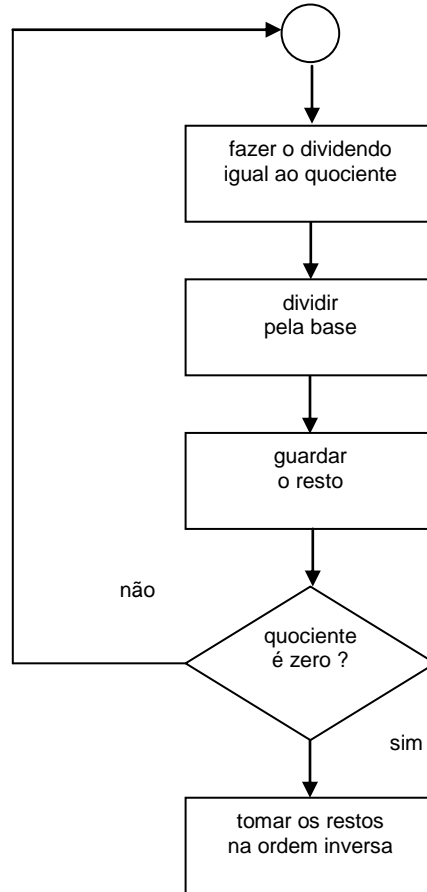 fazer o dividendo
igual ao quociente
dividir
pela base
guardar
o resto
não
quociente
é zero ?
sim
tomar os restos
na ordem inversa